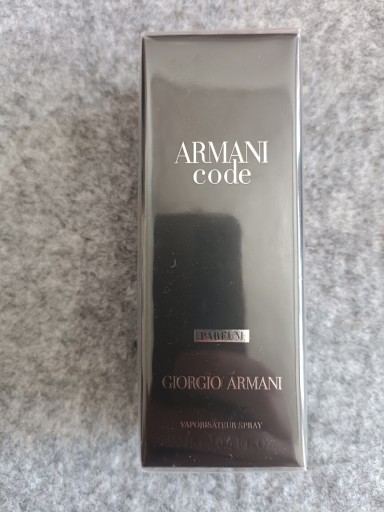 ARMANI
code
PARFUM
GIORGIO ARMANI
VAPORISATEUR SPRAY